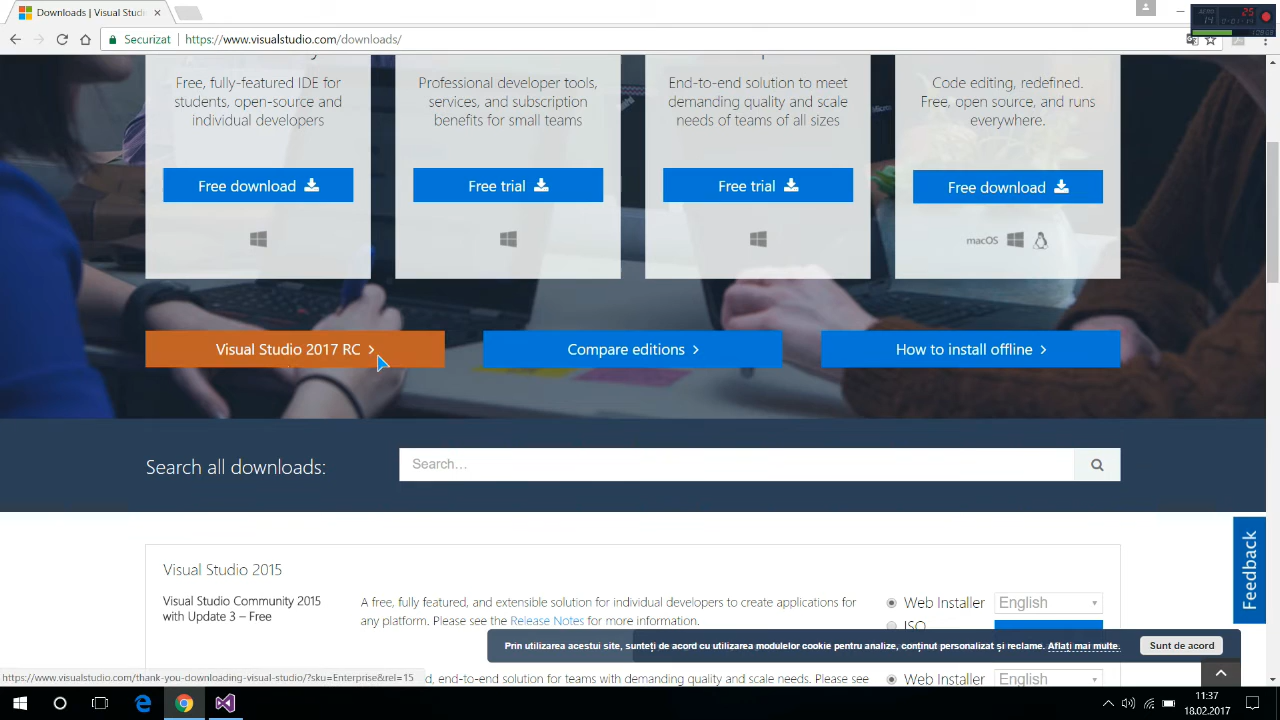 Downloads | Visual Studi
Securizat
https://www.visualstudio.com/downloads/
Free, fully-featured IDE for
students, open-source and
individual developers
Free download
Professional developer tools,
services, and subscription
benefits for small teams
Free trial
End-to-end solution to meet
demanding quality and scale
needs of teams of all sizes
Free trial
Code editing, redefined.
Free, open source, and runs
everywhere.
Free download
macOS
Visual Studio 2017 RC
Compare editions
How to install offline
Search all downloads:
Search...
Feedback
Visual Studio 2015
Visual Studio Community 2015
with Update 3 – Free
A free, fully featured, and extensible solution for individual developers to create applications for
any platform. Please see the Release Notes for more information.
Web Installer
English
ISO
Prin utilizarea acestui site, sunteți de acord cu utilizarea modulelor cookie pentru analize, conținut personalizat și reclame. Aflați mai multe.
Sunt de acord
https://www.visualstudio.com/thank-you-downloading-visual-studio/?sku=Enterprise&rel=15
ed, end-to-end solution for teams with demanding quality and scale needs. Please see
Web Installer
English
11:37
18.02.2017